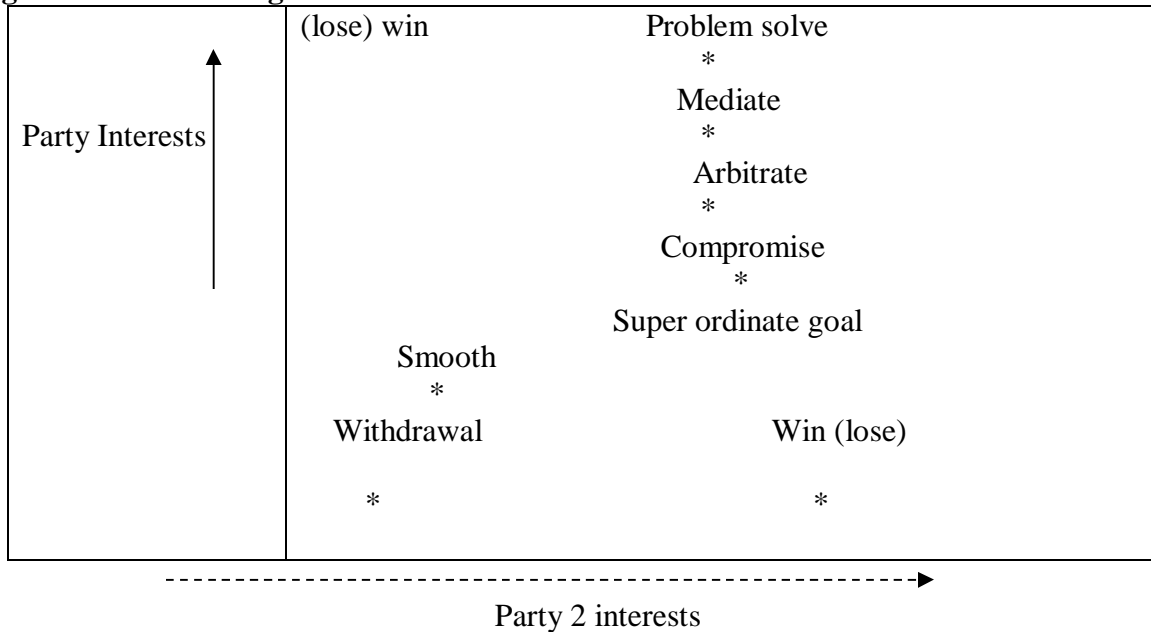 (lose) win Problem solve
*
Mediate
Party Interests *
Arbitrate
*
Compromise
*
Super ordinate goal
Smooth
*
Withdrawal Win (lose)
* *
Party 2 interests